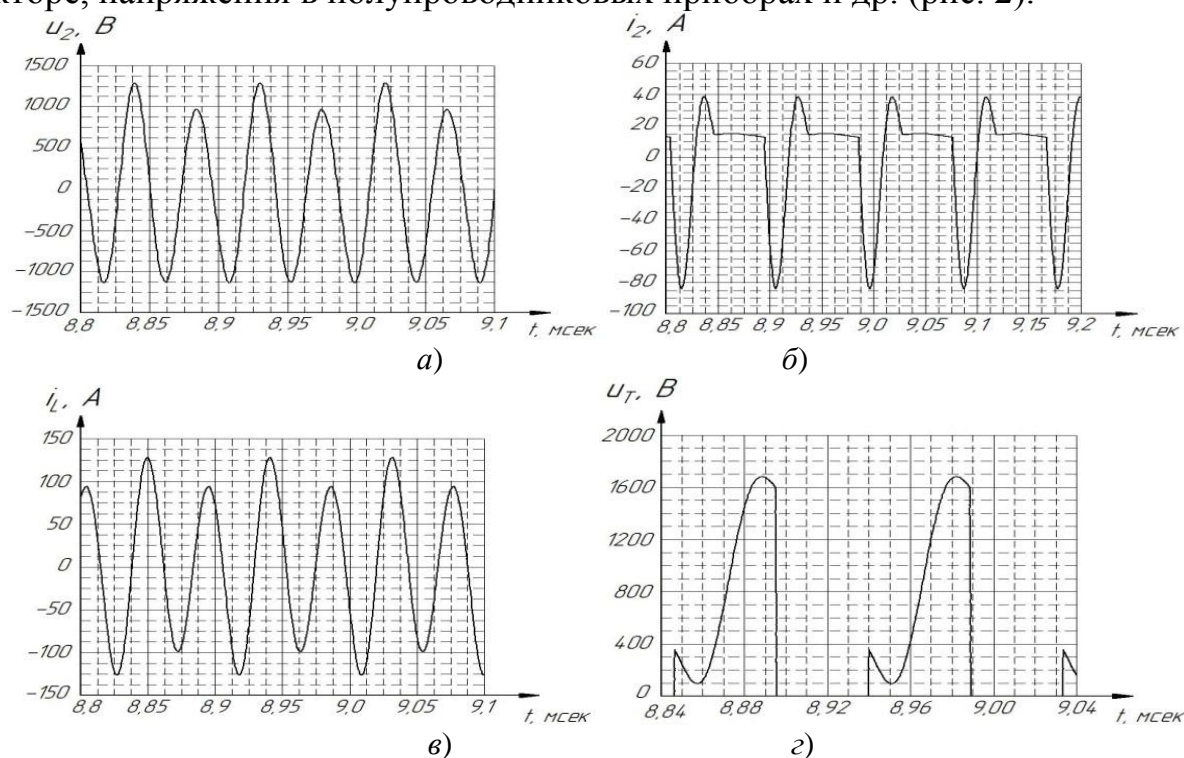 кторе, напряжения в полупроводниковых приборах и др. (рис. 2).
u2, В
1500
1000
500
0
-500
-1000
-1500
8,8 8,85 8,9 8,95 9,0 9,05 9,1 t, мсек
а)
i2, А
60
40
20
0
-20
-40
-60
-80
-100
8,8 8,85 8,9 8,95 9,0 9,05 9,1 9,15 9,2 t, мсек
б)
iL, А
150
100
50
0
-50
-100
-150
8,8 8,85 8,9 8,95 9,0 9,05 9,1 t, мсек
в)
uT, В
2000
1600
1200
800
400
0
8,84 8,88 8,92 8,96 9,00 9,04 t, мсек
г)